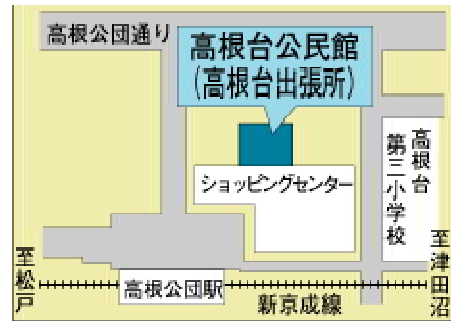 高根公団通り
高根台公民館
(高根台出張所)
ショッピングセンター
高根台
第三小学校
至松戸
高根公団駅
新京成線
至津田沼